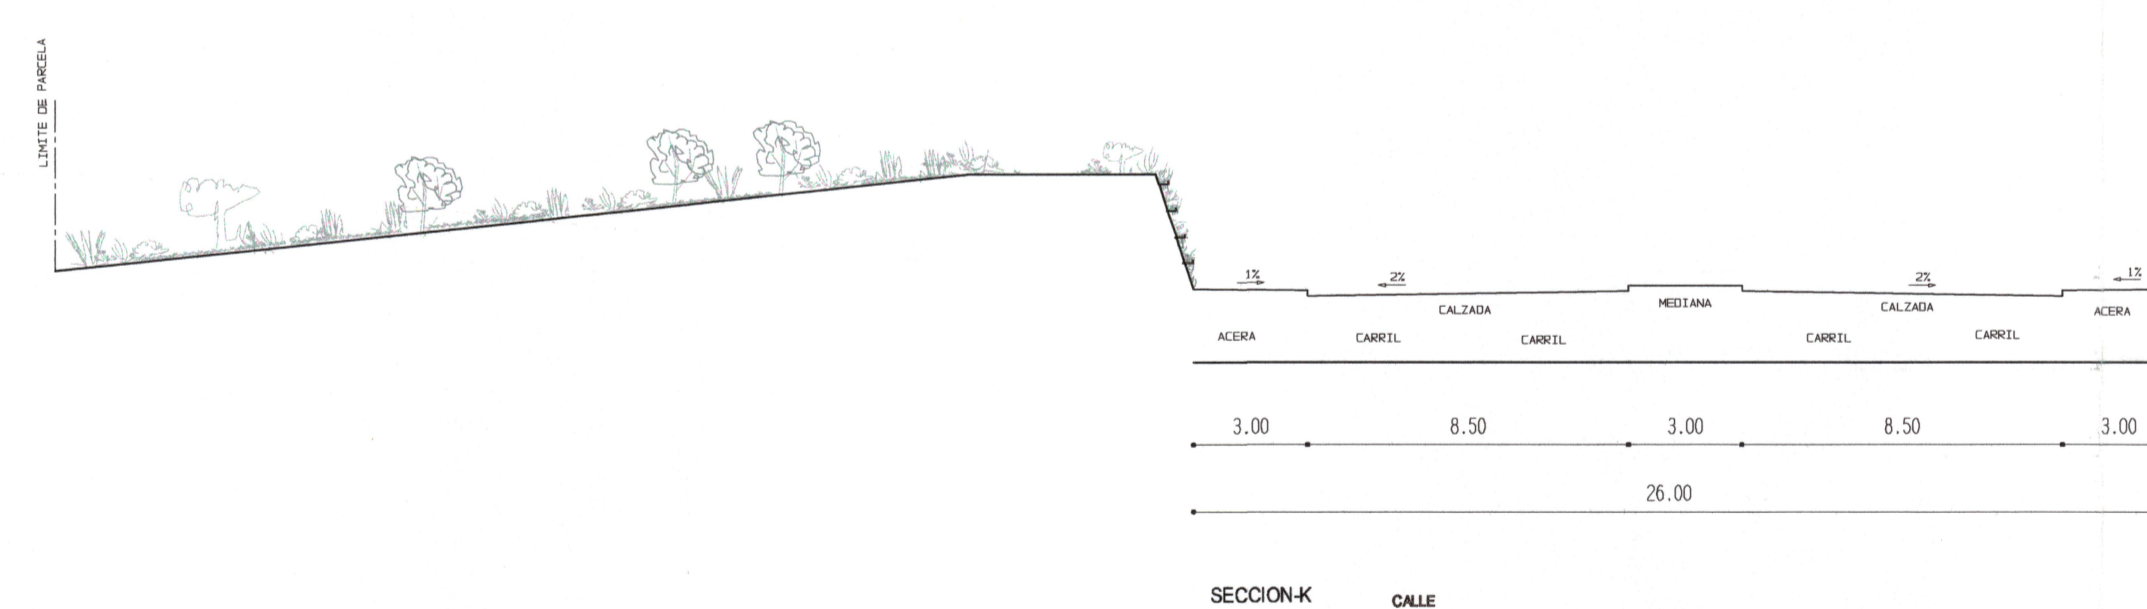 LIMITE DE PARCELA
1% 2% 2% 1%
CALZADA MEDIANA CALZADA ACERA
ACERA CARRIL CARRIL CARRIL CARRIL
3.00 8.50 3.00 8.50 3.00
26.00
SECCION-K CALLE